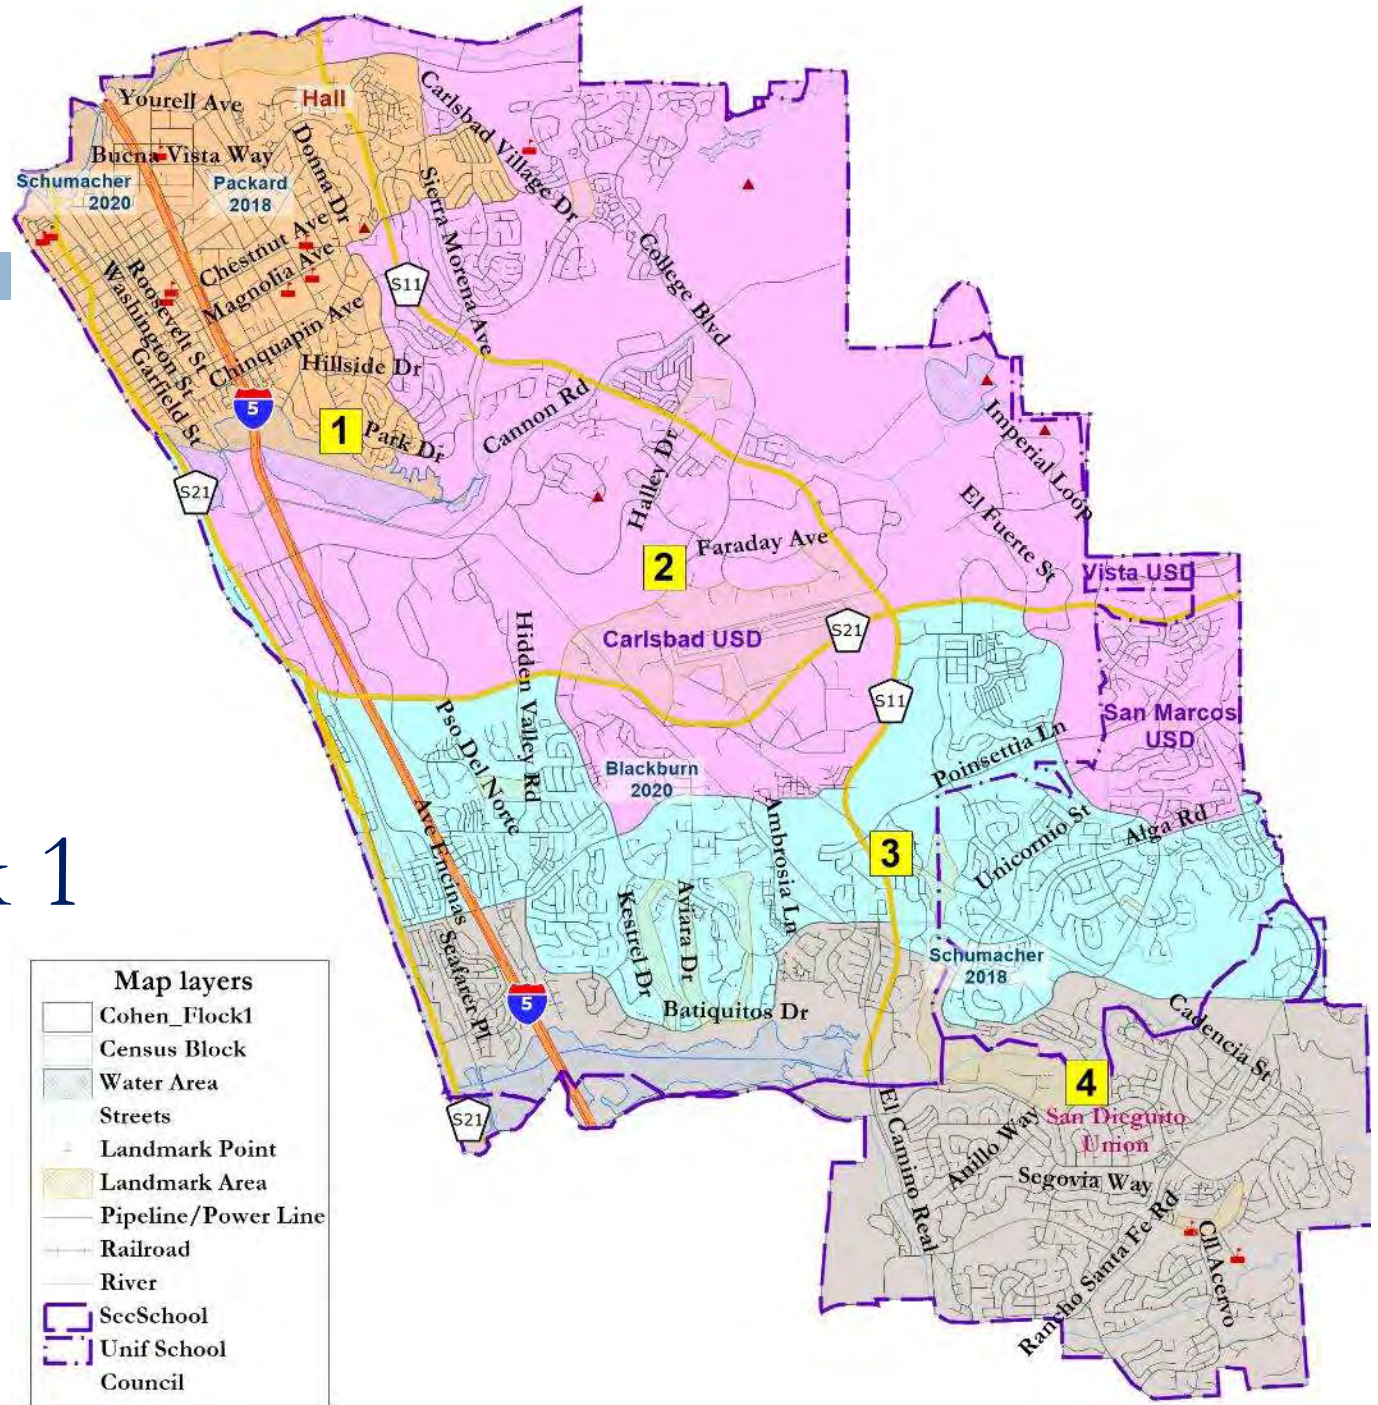 Yourell Ave
Hall
Carlsbad Village Dr
Buena Vista Way
Donna Dr
Schumacher
2020
Packard
2018
Sierra Morena Ave
Chestnut Ave
Magnolia Ave
College Blvd
Roosevelt St
Washington St
Garfield St
S11
Chinquapin Ave
Hillside Dr
5
1
Park Dr
Cannon Rd
Imperial Loop
S21
Halley Dr
El Fuerte St
Faraday Ave
2
Vista USD
Carlsbad USD
S21
Hidden Valley Rd
S11
San Marcos
USD
Pso Del Norte
Poinsettia Ln
Blackburn
2020
Ave Encinas
Ambrosia Ln
3
Unicornio St
Alga Rd
k 1
Kestrel Dr
Aviara Dr
Seafarer Pl
Schumacher
2018
5
Batiquitos Dr
Cadencia St
4
S21
El Camino Real
Anillo Way
San Dieguito
Union
Segovia Way
Rancho Santa Fe Rd
Cll Acervo
Map layers
Cohen_Flock1
Census Block
Water Area
Streets
Landmark Point
Landmark Area
Pipeline/Power Line
Railroad
River
SecSchool
Unif School
Council